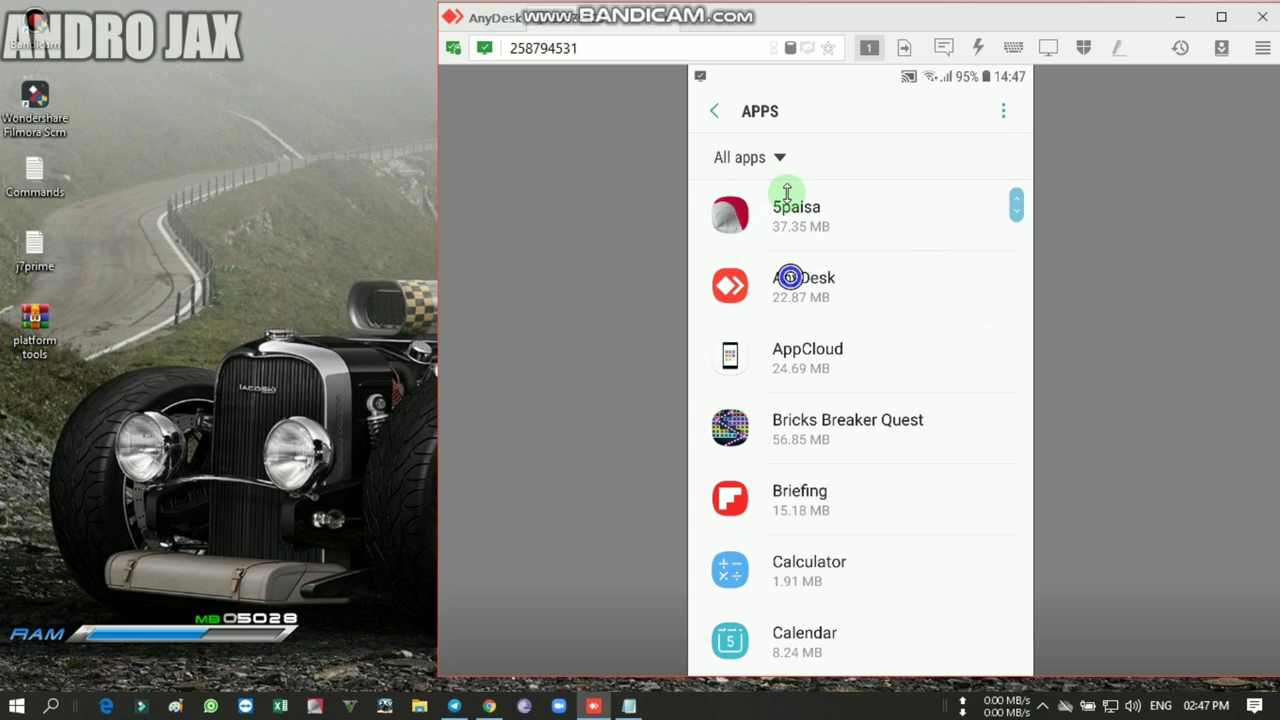 ANDRO JAX
Bandicam
Wondershare
Filmora Scrn
Commands
j7prime
platform
tools
IACOSKI
MB 05028
RAM
AnyDesk
www.BANDICAM.com
258794531
1
95% 14:47
APPS
All apps
5paisa
37.35 MB
AnyDesk
22.87 MB
AppCloud
24.69 MB
Bricks Breaker Quest
56.85 MB
Briefing
15.18 MB
Calculator
1.91 MB
5
Calendar
8.24 MB
0.00 MB/s
0.00 MB/s
ENG
02:47 PM